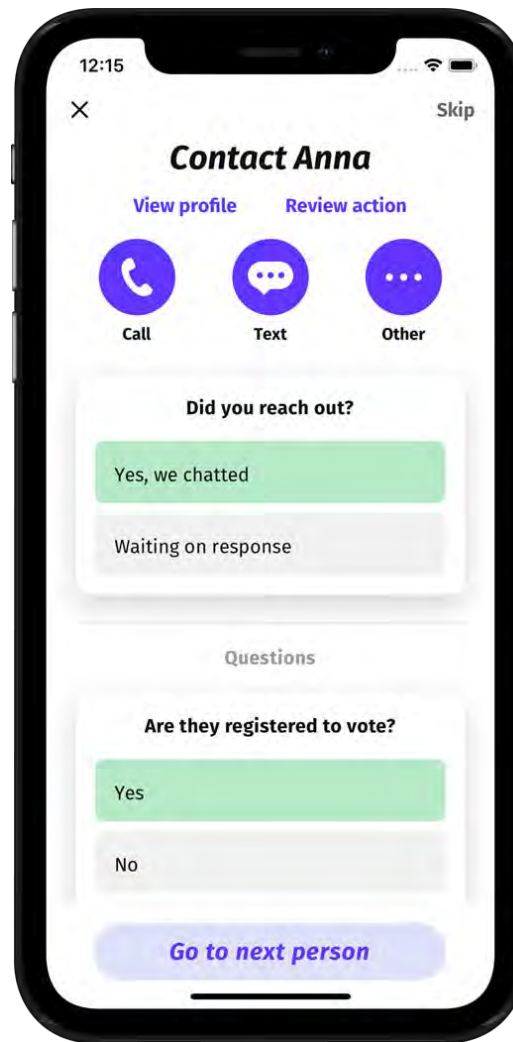 12:15
Skip
Contact Anna
View profile Review action
Call Text Other
Did you reach out?
Yes, we chatted
Waiting on response
Questions
Are they registered to vote?
Yes
No
Go to next person